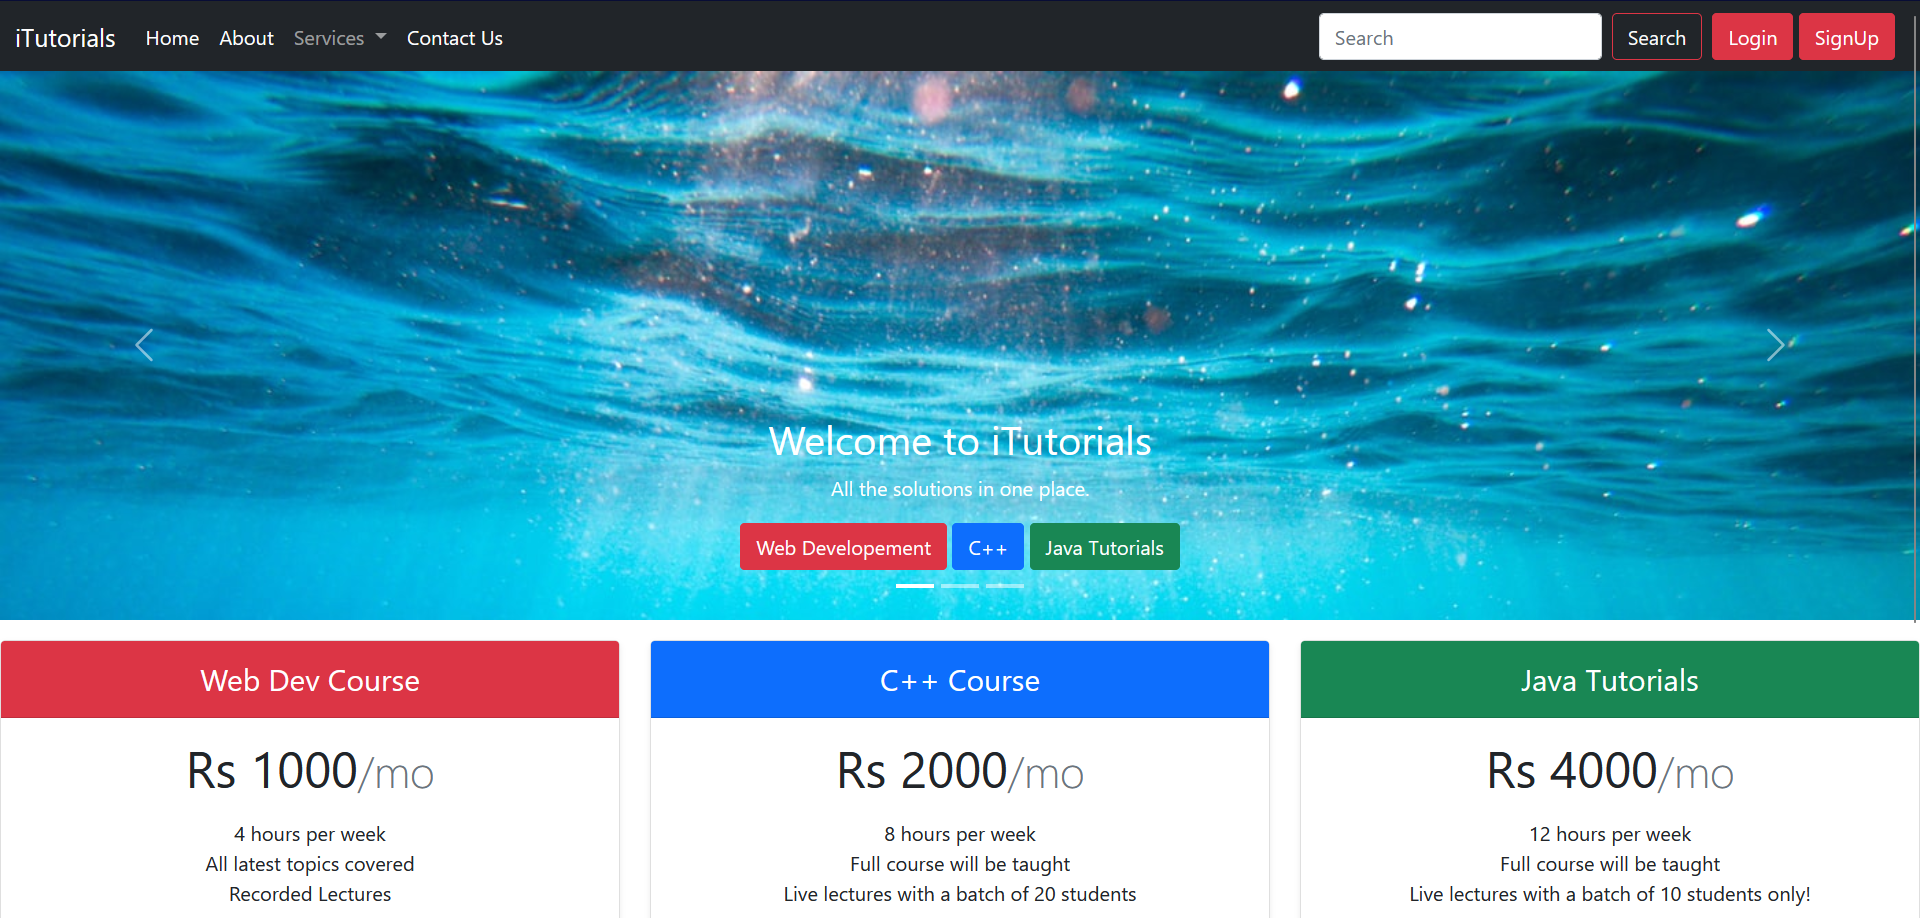 iTutorials Home About Services Contact Us Search Search Login SignUp
Welcome to iTutorials
All the solutions in one place.
Web Developement C++ Java Tutorials
Web Dev Course
Rs 1000/mo
4 hours per week
All latest topics covered
Recorded Lectures
C++ Course
Rs 2000/mo
8 hours per week
Full course will be taught
Live lectures with a batch of 20 students
Java Tutorials
Rs 4000/mo
12 hours per week
Full course will be taught
Live lectures with a batch of 10 students only!